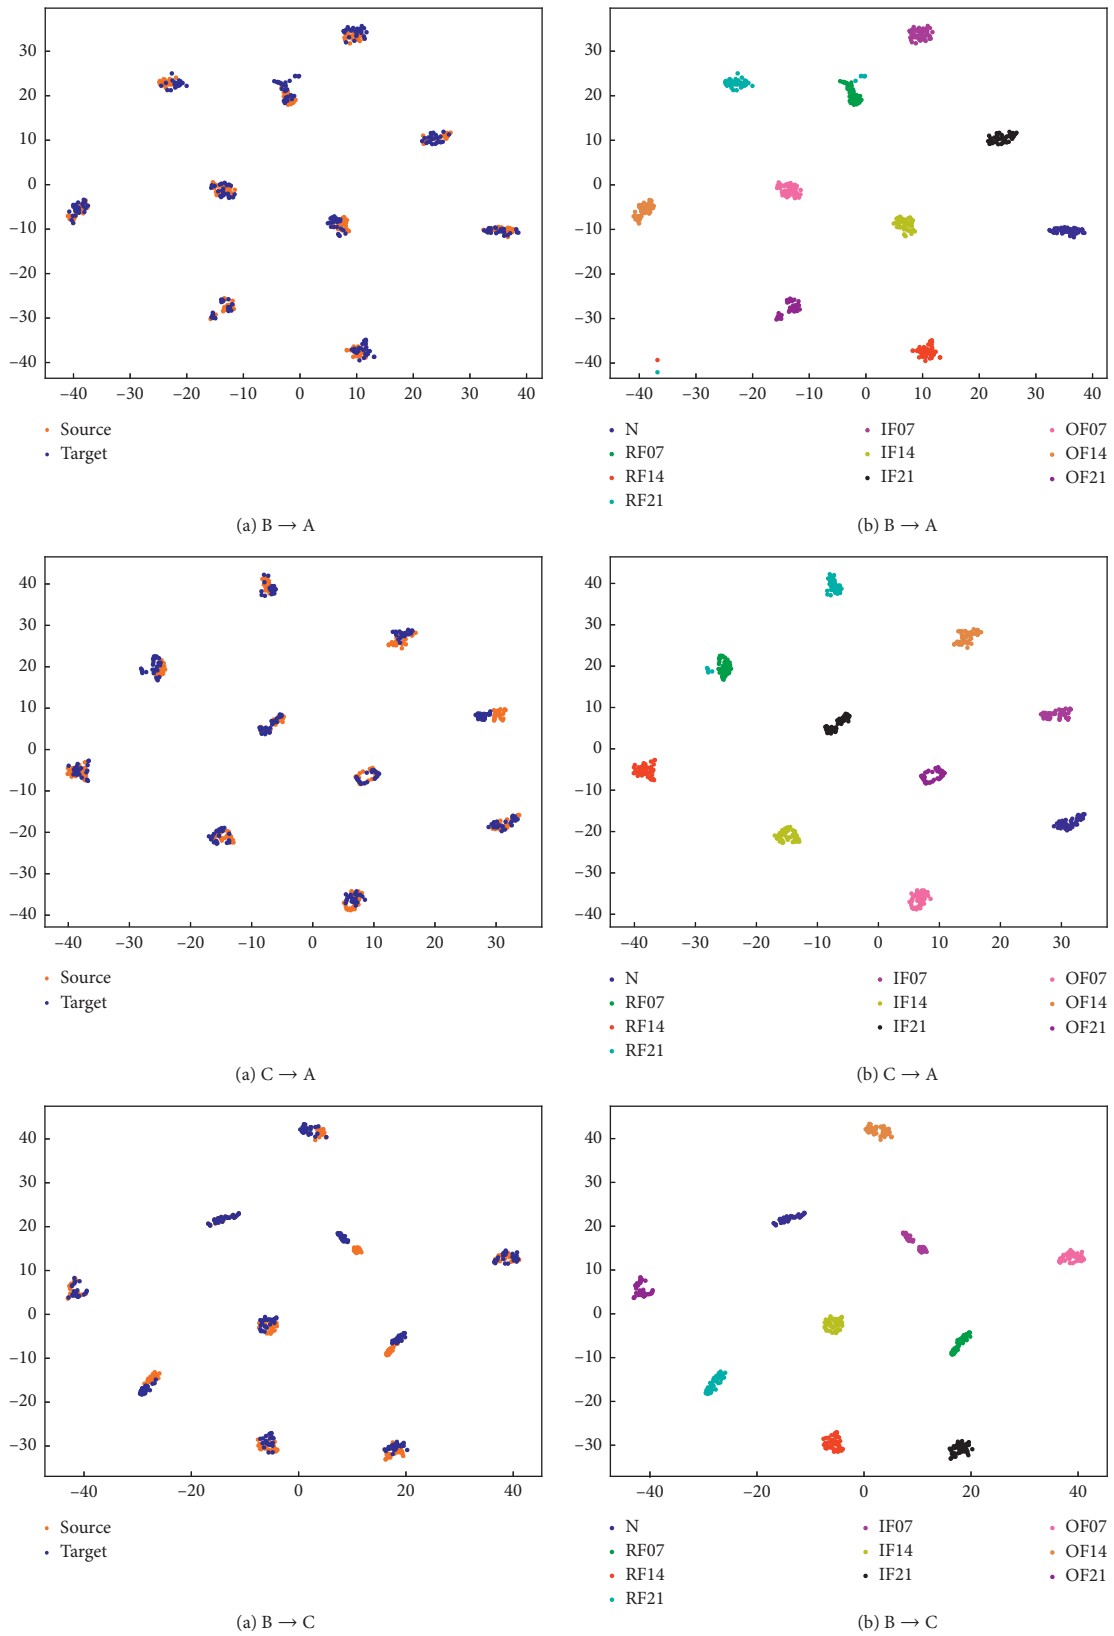 30
20
10
0
−10
−20
−30
−40
−40 −30 −20 −10 0 10 20 30 40
Source
Target
(a) B → A
30
20
10
0
−10
−20
−30
−40
−40 −30 −20 −10 0 10 20 30 40
N IF07 OF07
RF07 IF14 OF14
RF14 IF21 OF21
RF21
(b) B → A
40
30
20
10
0
−10
−20
−30
−40
−40 −30 −20 −10 0 10 20 30
Source
Target
(a) C → A
40
30
20
10
0
−10
−20
−30
−40
−40 −30 −20 −10 0 10 20 30
N IF07 OF07
RF07 IF14 OF14
RF14 IF21 OF21
RF21
(b) C → A
40
30
20
10
0
−10
−20
−30
−40 −20 0 20 40
Source
Target
(a) B → C
40
30
20
10
0
−10
−20
−30
−40 −20 0 20 40
N IF07 OF07
RF07 IF14 OF14
RF14 IF21 OF21
RF21
(b) B → C